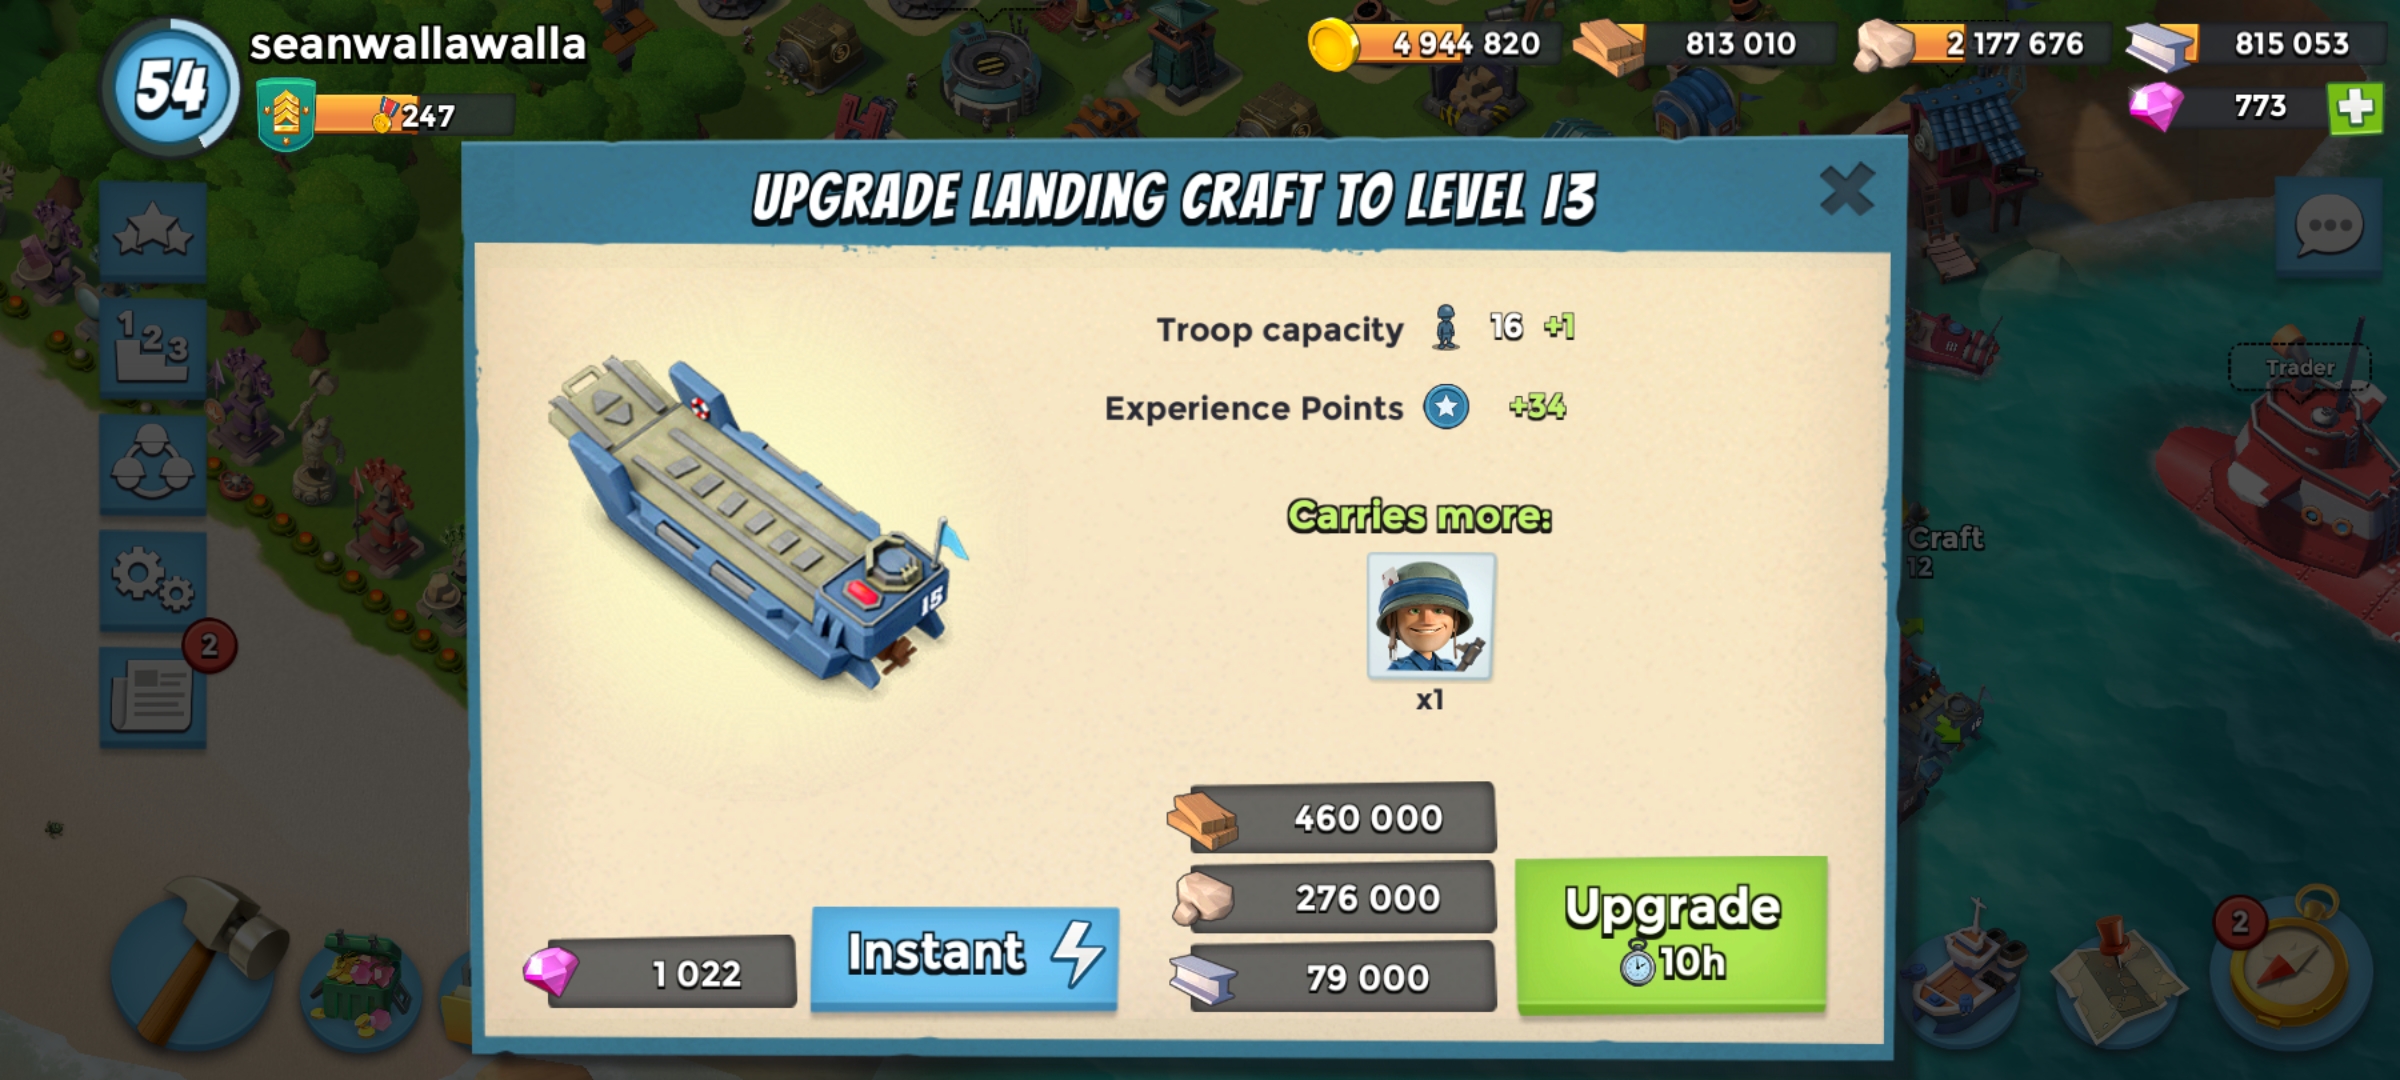 54
seanwallawalla
247
4 944 820
813 010
2 177 676
815 053
773
UPGRADE LANDING CRAFT TO LEVEL 13
Troop capacity 16 +1
Experience Points +34
Carries more:
x1
15
1 2 3
2
Trader
Craft
12
460 000
276 000
79 000
1 022
Instant
Upgrade
10h
2